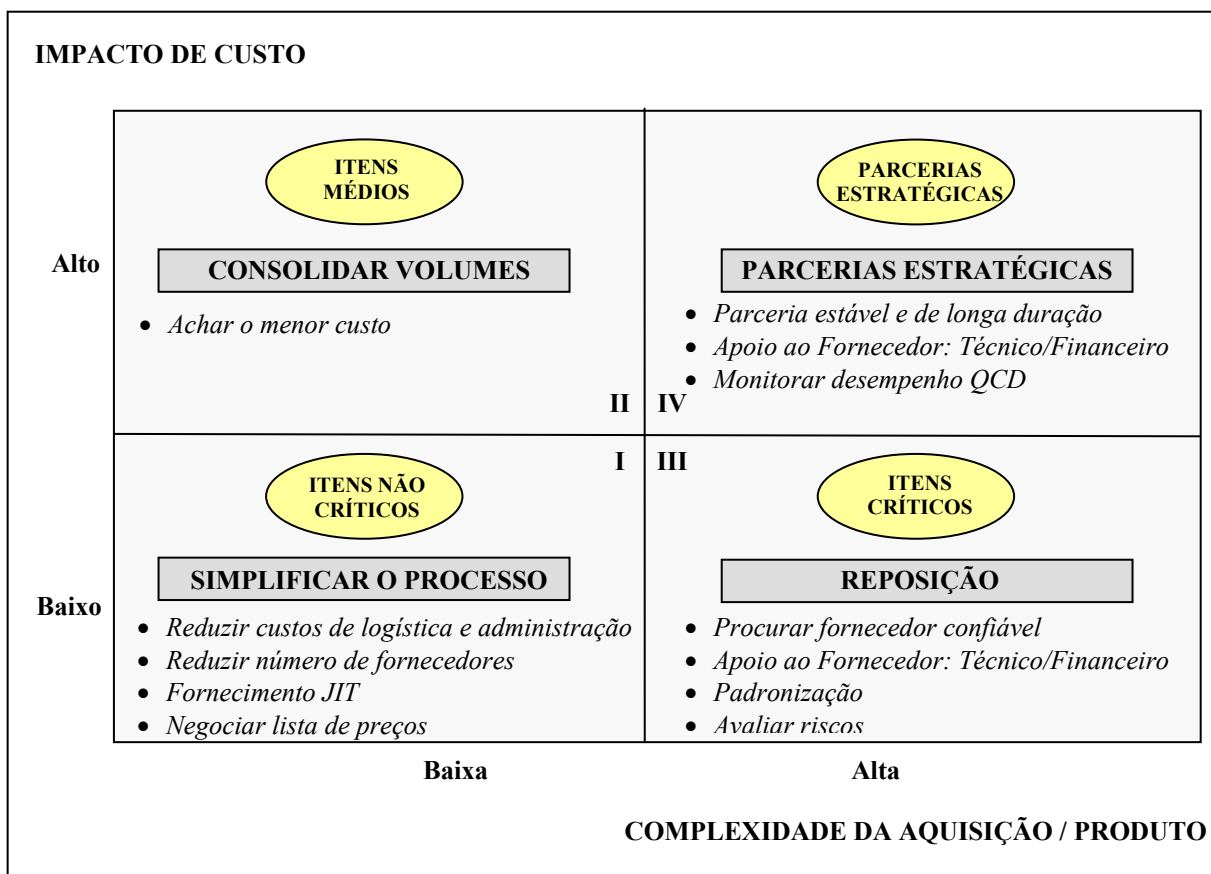 IMPACTO DE CUSTO
Alto
ITENS
MÉDIOS
CONSOLIDAR VOLUMES
• Achar o menor custo
II
PARCERIAS
ESTRATÉGICAS
PARCERIAS ESTRATÉGICAS
• Parceria estável e de longa duração
• Apoio ao Fornecedor: Técnico/Financeiro
• Monitorar desempenho QCD
IV
Baixo
I
ITENS NÃO
CRÍTICOS
SIMPLIFICAR O PROCESSO
• Reduzir custos de logística e administração
• Reduzir número de fornecedores
• Fornecimento JIT
• Negociar lista de preços
III
ITENS
CRÍTICOS
REPOSIÇÃO
• Procurar fornecedor confiável
• Apoio ao Fornecedor: Técnico/Financeiro
• Padronização
• Avaliar riscos
Baixa
Alta
COMPLEXIDADE DA AQUISIÇÃO / PRODUTO